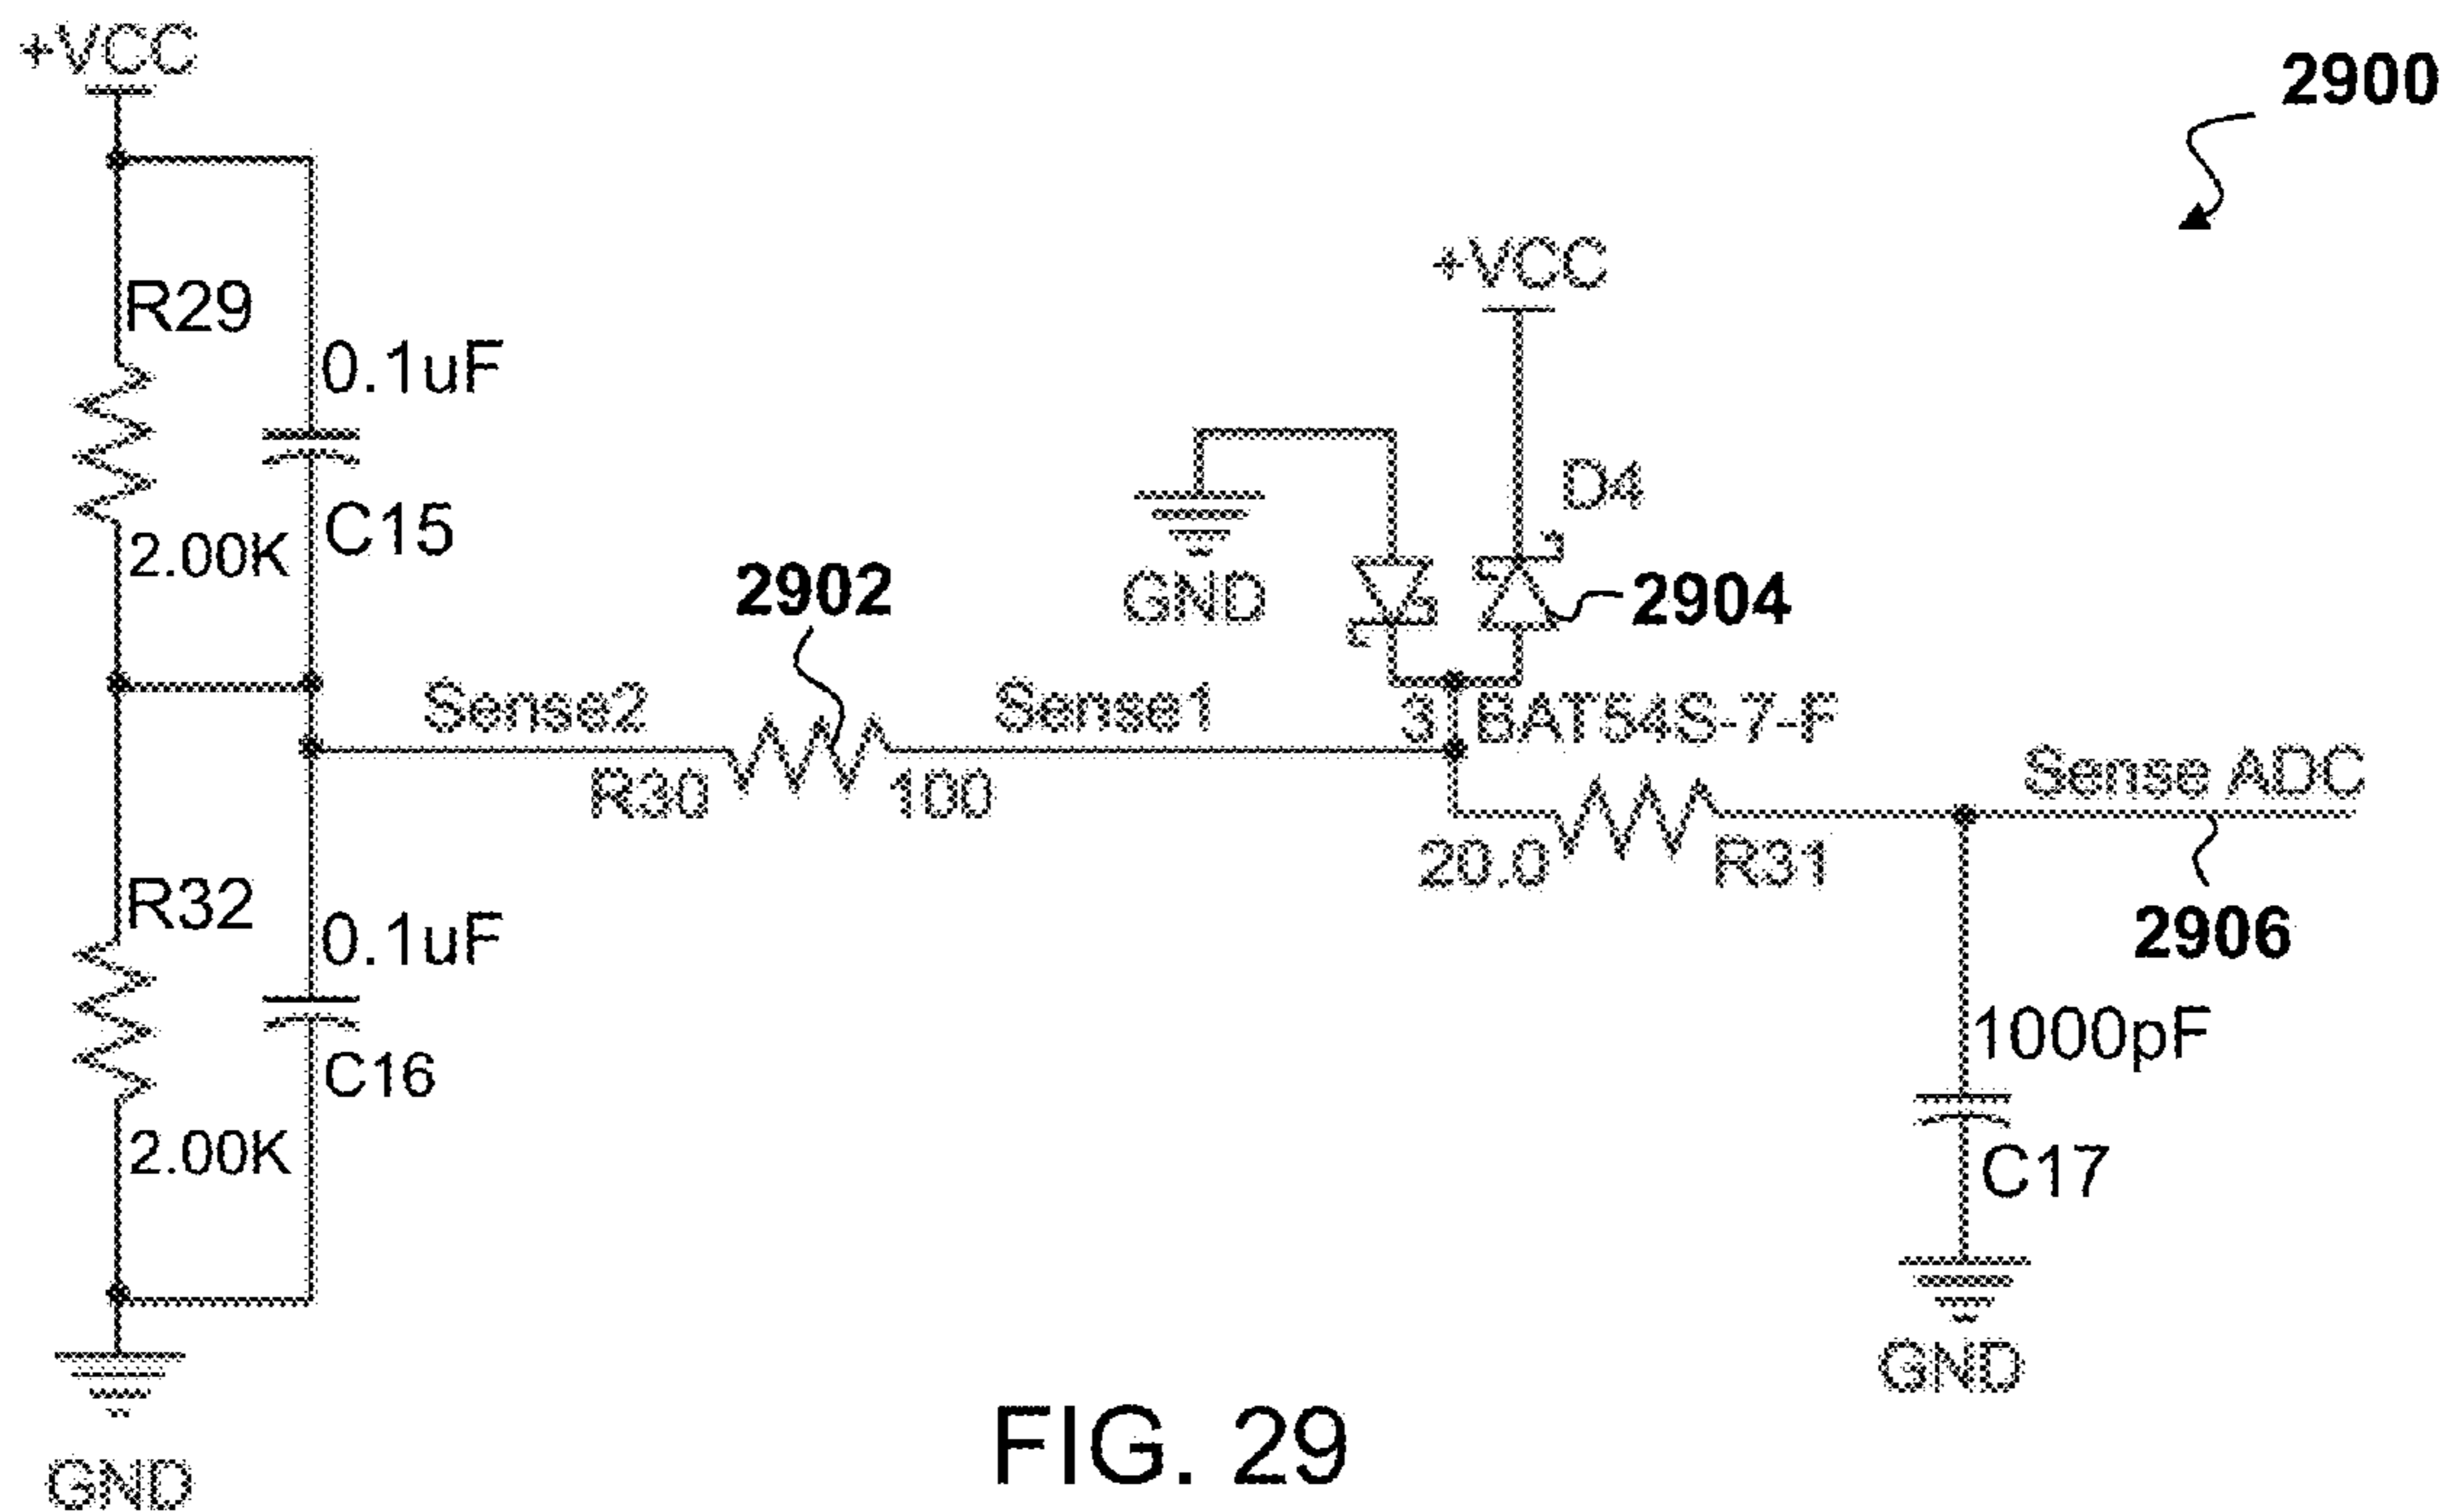 +VCC
2900
R29
0.1uF
+VCC
D4
C15
2.00K
2902
GND
2904
Sense2
Sense1
3
BAT54S-7-F
R30
100
Sense ADC
20.0
R31
R32
0.1uF
2906
1000pF
C16
2.00K
C17
GND
GND
FIG. 29